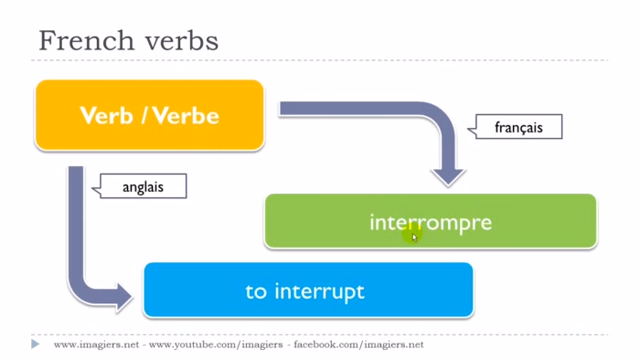 French verbs
Verb / Verbe
français
anglais
interrompre
to interrupt
www.imagiers.net - www.youtube.com/imagiers - facebook.com/imagiers.net